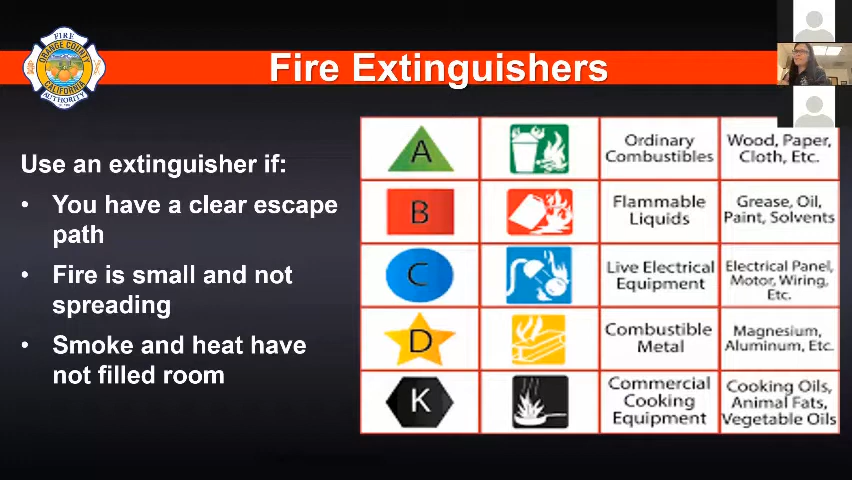 FIRE
ORANGE COUNTY
CALIFORNIA
AUTHORITY
Fire Extinguishers
Use an extinguisher if:
• You have a clear escape
path
• Fire is small and not
spreading
• Smoke and heat have
not filled room
A
Ordinary
Combustibles
Wood, Paper,
Cloth, Etc.
B
Flammable
Liquids
Grease, Oil,
Paint, Solvents
C
Live Electrical
Equipment
Electrical Panel,
Motor, Wiring,
Etc.
D
Combustible
Metal
Magnesium,
Aluminum, Etc.
K
Commercial
Cooking
Equipment
Cooking Oils,
Animal Fats,
Vegetable Oils